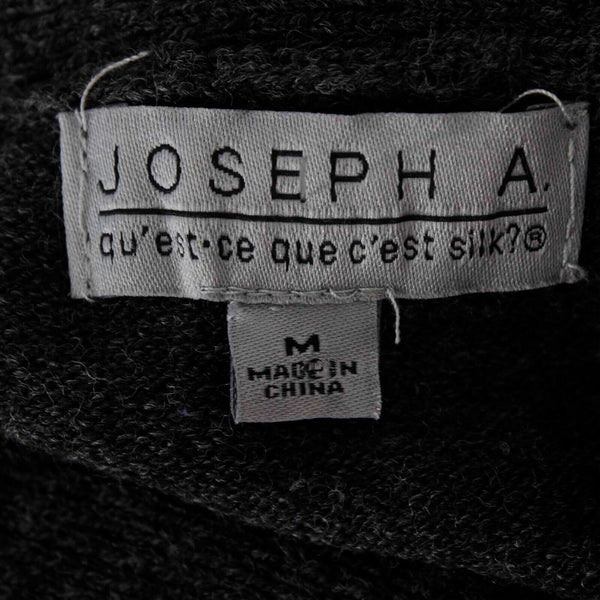 JOSEPH A.
qu'est-ce que c'est silk?®
M
MADE IN
CHINA